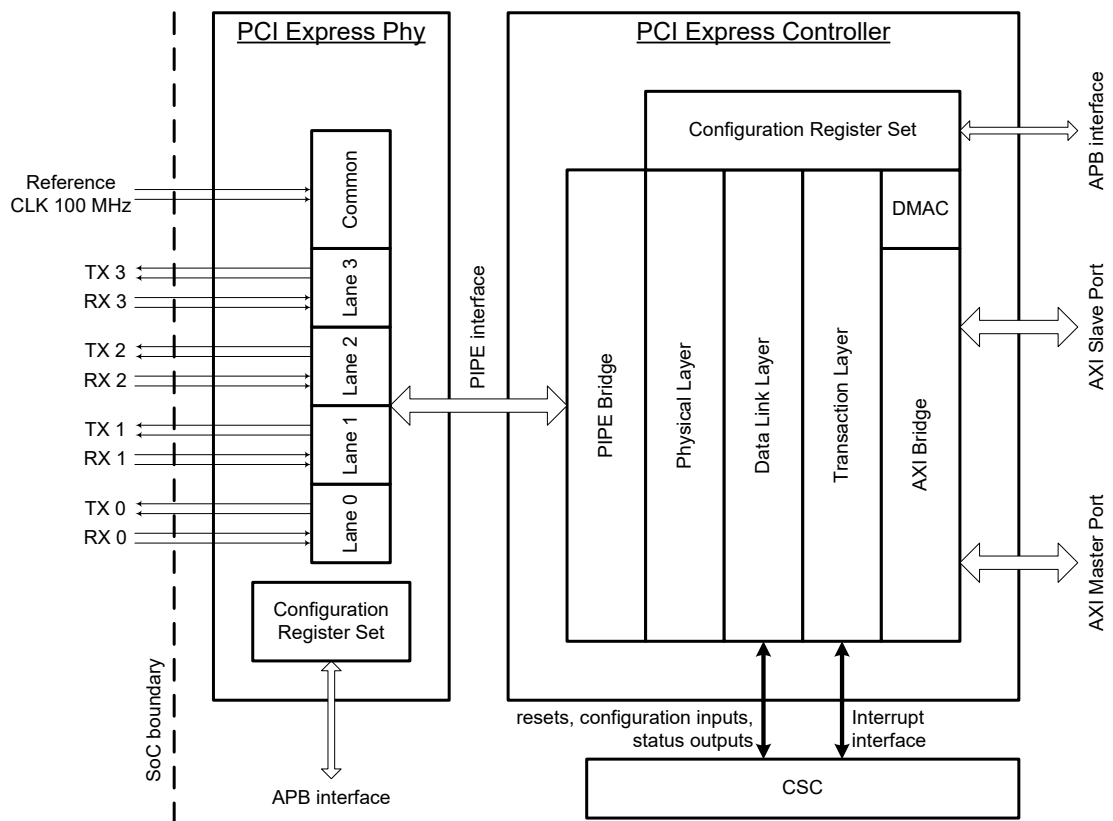 PCI Express Phy
PCI Express Controller
Configuration Register Set
APB interface
Reference
CLK 100 MHz
Common
DMAC
TX 3
RX 3
Lane 3
TX 2
RX 2
Lane 2
TX 1
RX 1
Lane 1
TX 0
RX 0
Lane 0
PIPE interface
PIPE Bridge
Physical Layer
Data Link Layer
Transaction Layer
AXI Bridge
AXI Slave Port
AXI Master Port
Configuration
Register Set
SoC boundary
APB interface
resets, configuration inputs,
status outputs
Interrupt
interface
CSC